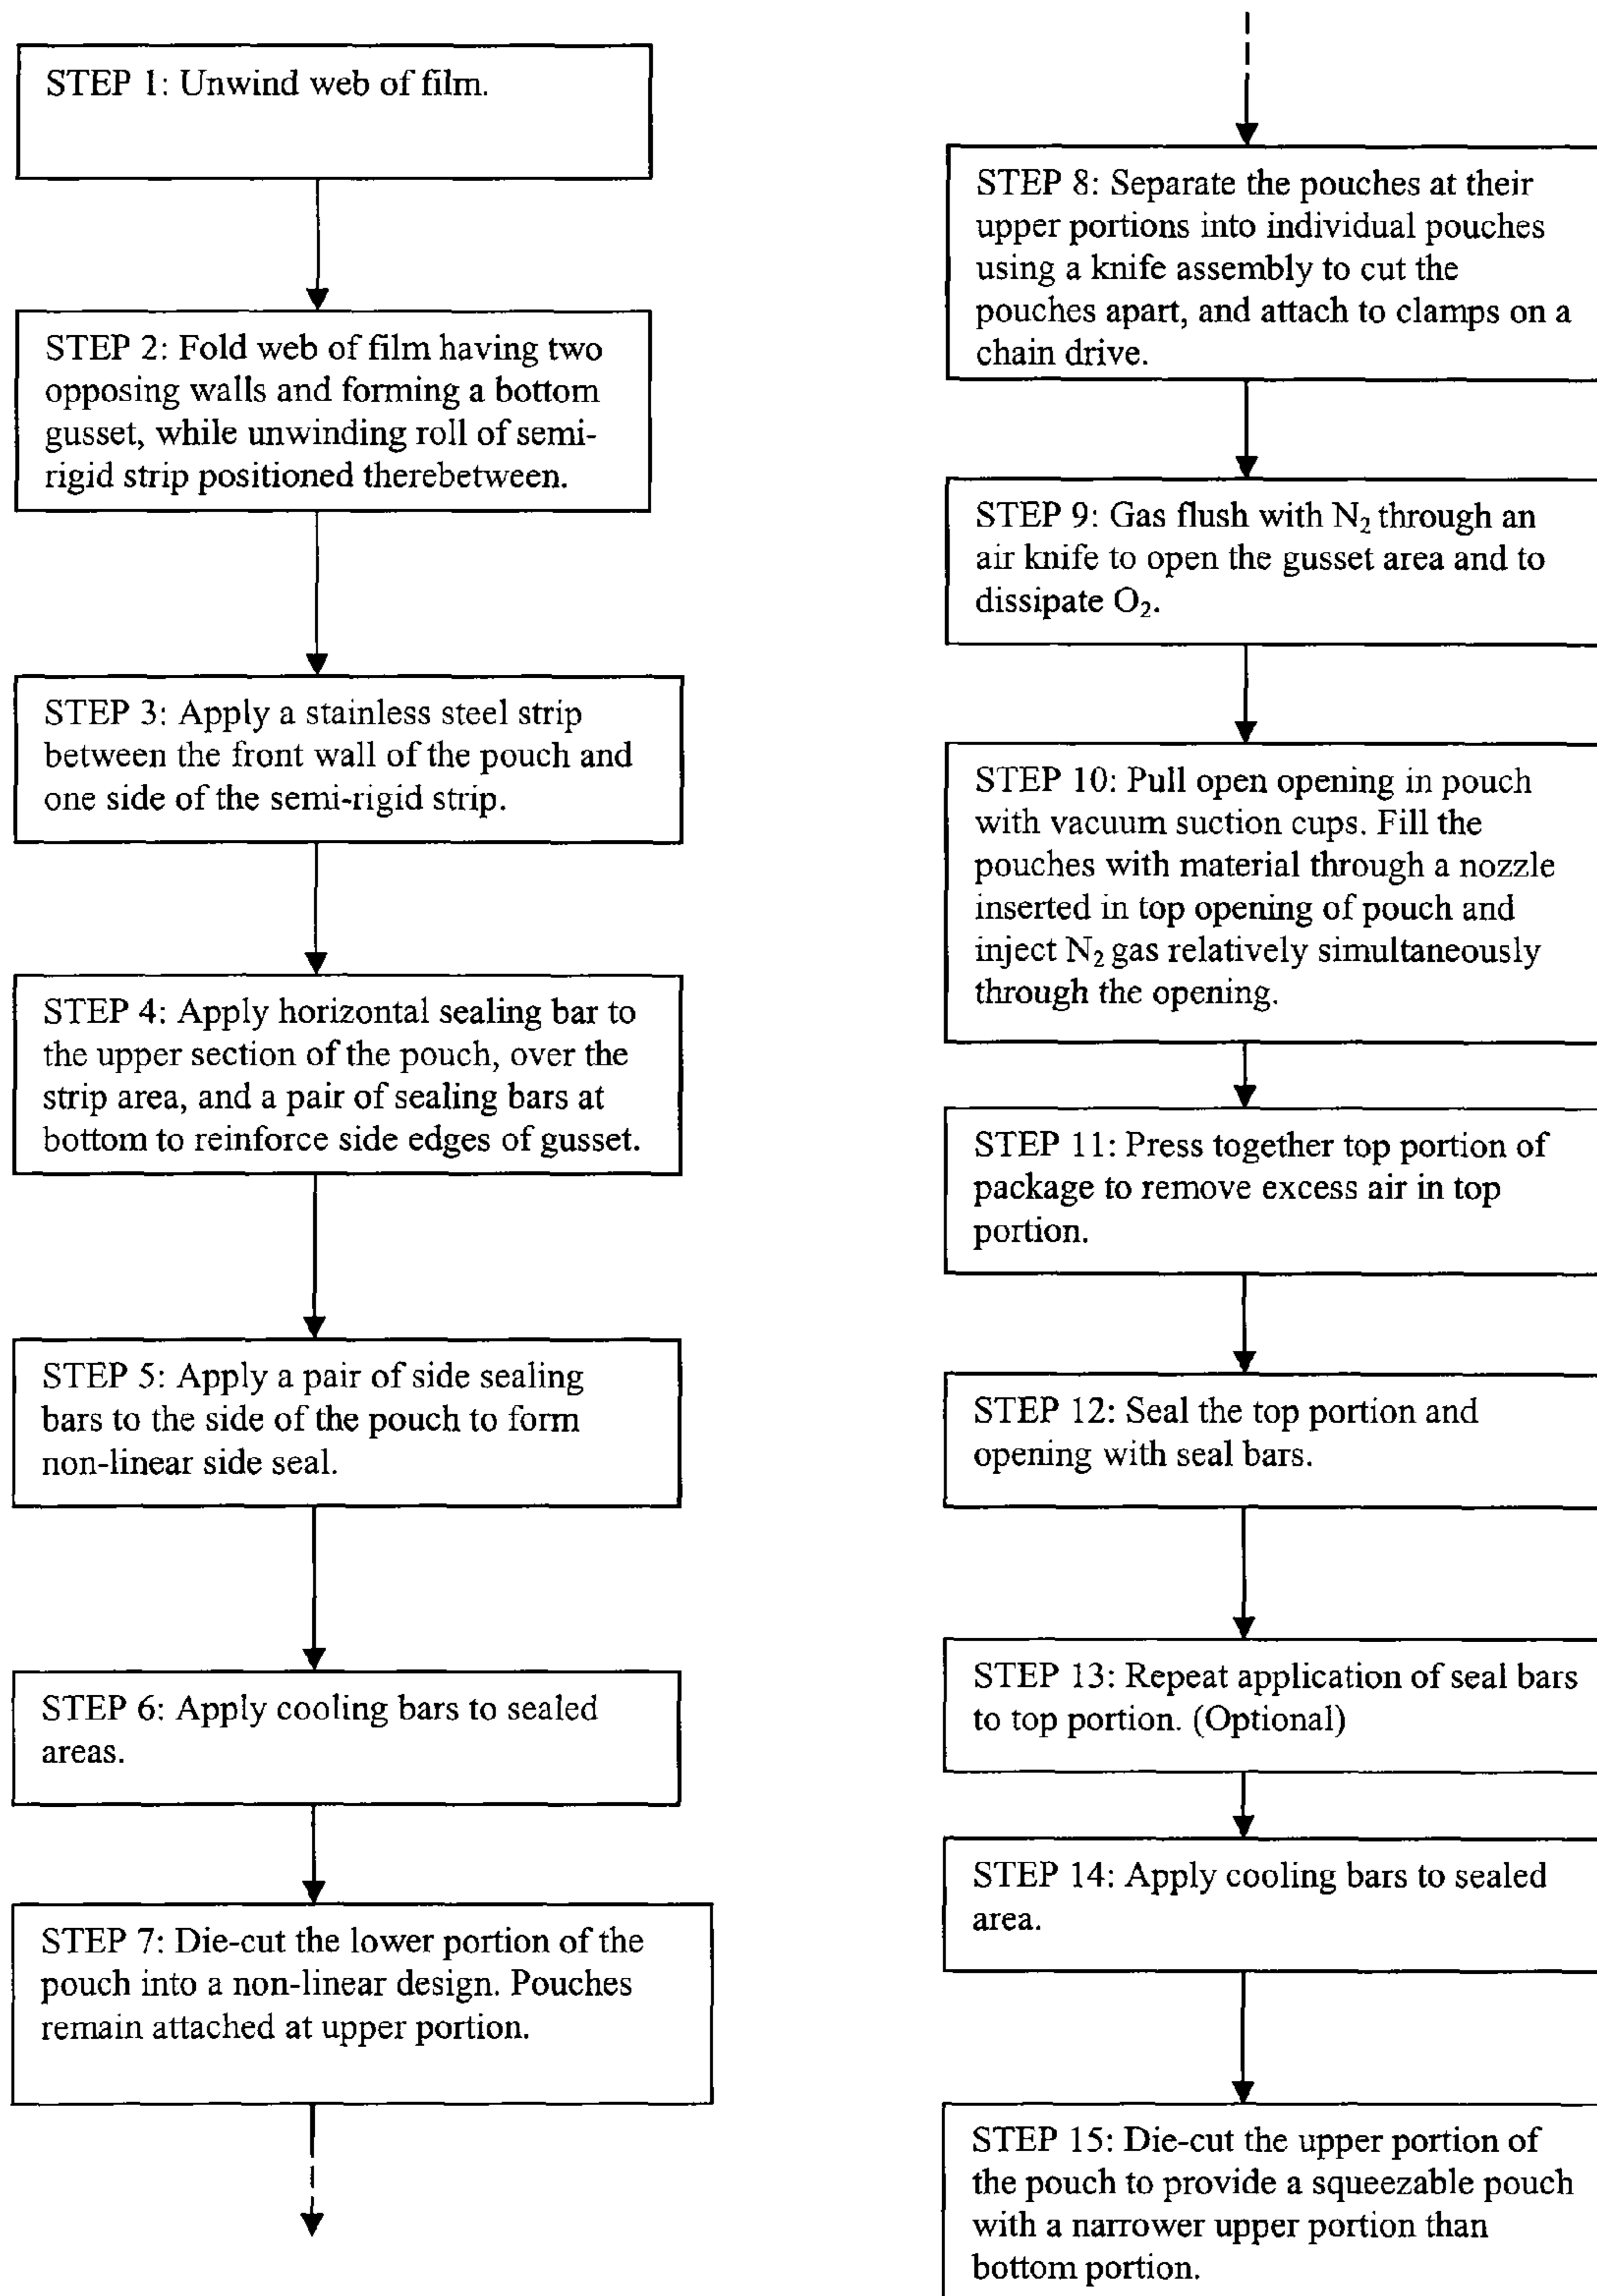 STEP 1: Unwind web of film.
STEP 2: Fold web of film having two
opposing walls and forming a bottom
gusset, while unwinding roll of semi-
rigid strip positioned therebetween.
STEP 3: Apply a stainless steel strip
between the front wall of the pouch and
one side of the semi-rigid strip.
STEP 4: Apply horizontal sealing bar to
the upper section of the pouch, over the
strip area, and a pair of sealing bars at
bottom to reinforce side edges of gusset.
STEP 5: Apply a pair of side sealing
bars to the side of the pouch to form
non-linear side seal.
STEP 6: Apply cooling bars to sealed
areas.
STEP 7: Die-cut the lower portion of the
pouch into a non-linear design. Pouches
remain attached at upper portion.
STEP 8: Separate the pouches at their
upper portions into individual pouches
using a knife assembly to cut the
pouches apart, and attach to clamps on a
chain drive.
STEP 9: Gas flush with N₂ through an
air knife to open the gusset area and to
dissipate O₂.
STEP 10: Pull open opening in pouch
with vacuum suction cups. Fill the
pouches with material through a nozzle
inserted in top opening of pouch and
inject N₂ gas relatively simultaneously
through the opening.
STEP 11: Press together top portion of
package to remove excess air in top
portion.
STEP 12: Seal the top portion and
opening with seal bars.
STEP 13: Repeat application of seal bars
to top portion. (Optional)
STEP 14: Apply cooling bars to sealed
area.
STEP 15: Die-cut the upper portion of
the pouch to provide a squeezable pouch
with a narrower upper portion than
bottom portion.